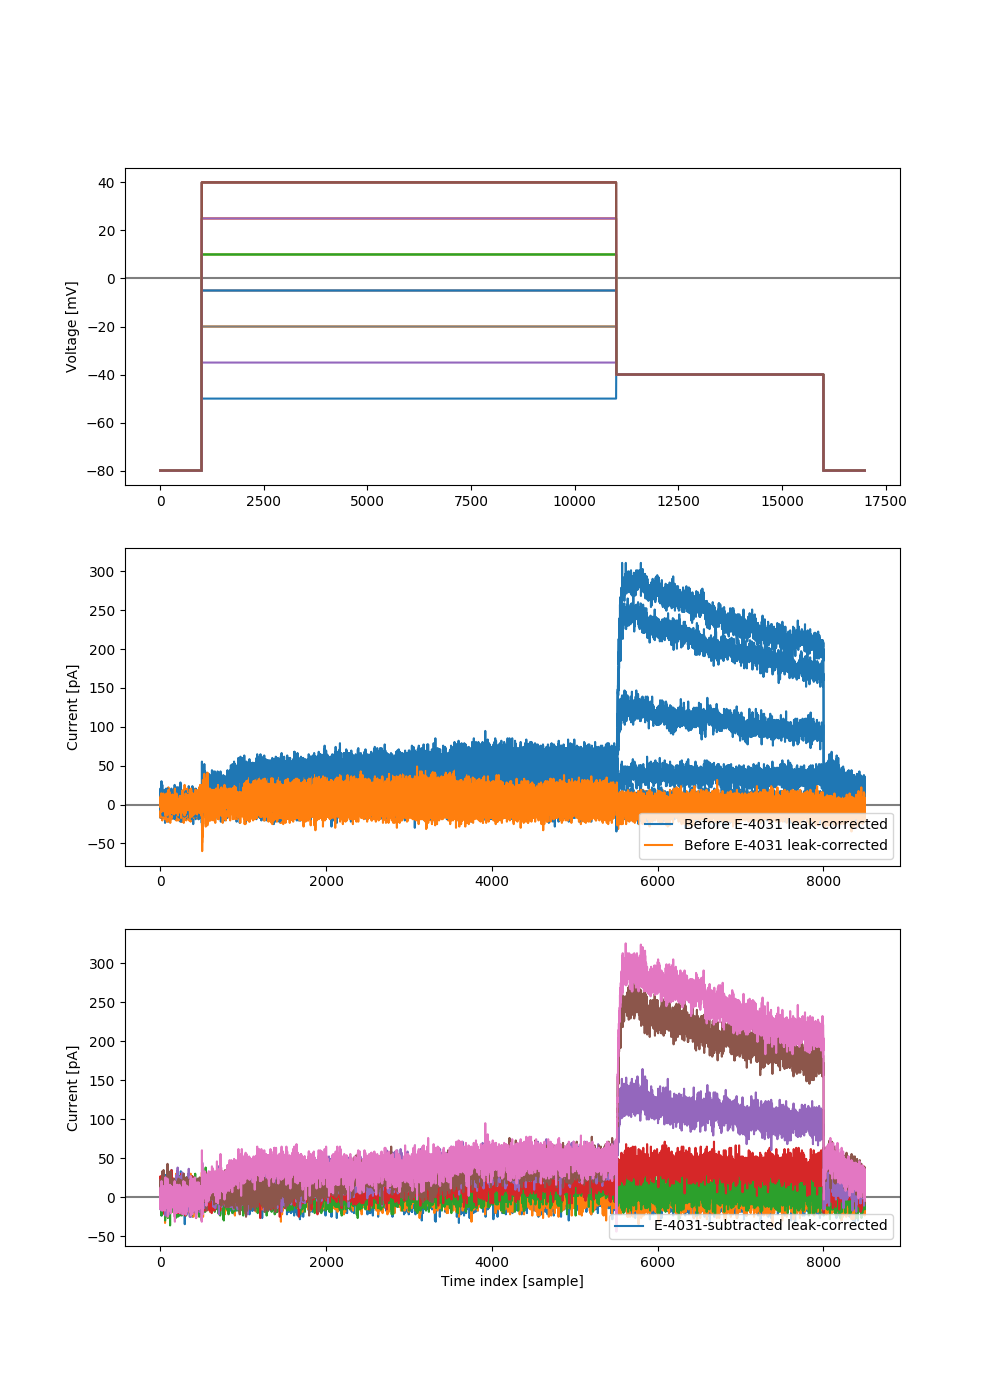 40
20
0
−20
−40
−60
−80
Voltage [mV]
0 2500 5000 7500 10000 12500 15000 17500
300
250
200
150
100
50
0
−50
Current [pA]
Before E-4031 leak-corrected
Before E-4031 leak-corrected
0 2000 4000 6000 8000
300
250
200
150
100
50
0
−50
Current [pA]
E-4031-subtracted leak-corrected
0 2000 4000 6000 8000
Time index [sample]